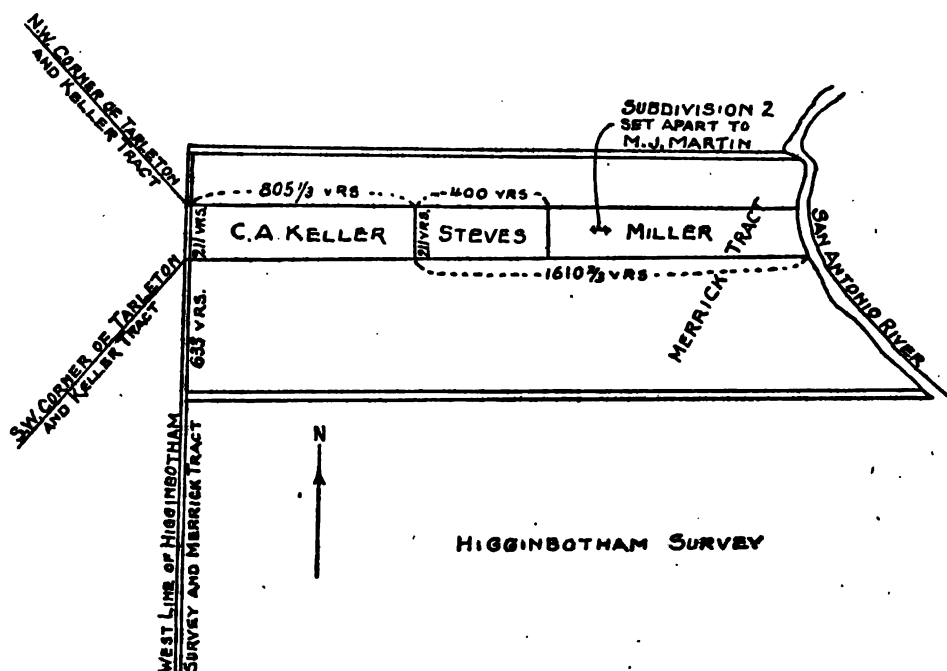 N.W. CORNER OF TARLETON
AND KELLER TRACT
SUBDIVISION 2
SET APART TO
M.J. MARTIN
805 1/3 VRS
400 VRS
211 VRS.
C.A. KELLER
211 VRS.
STEVES
MILLER
MERRICK TRACT
1610 2/3 VRS
SAN ANTONIO RIVER
633 VRS.
S.W. CORNER OF TARLETON
AND KELLER TRACT
N
WEST LINE OF HIGGINBOTHAM
SURVEY AND MERRICK TRACT
HIGGINBOTHAM SURVEY